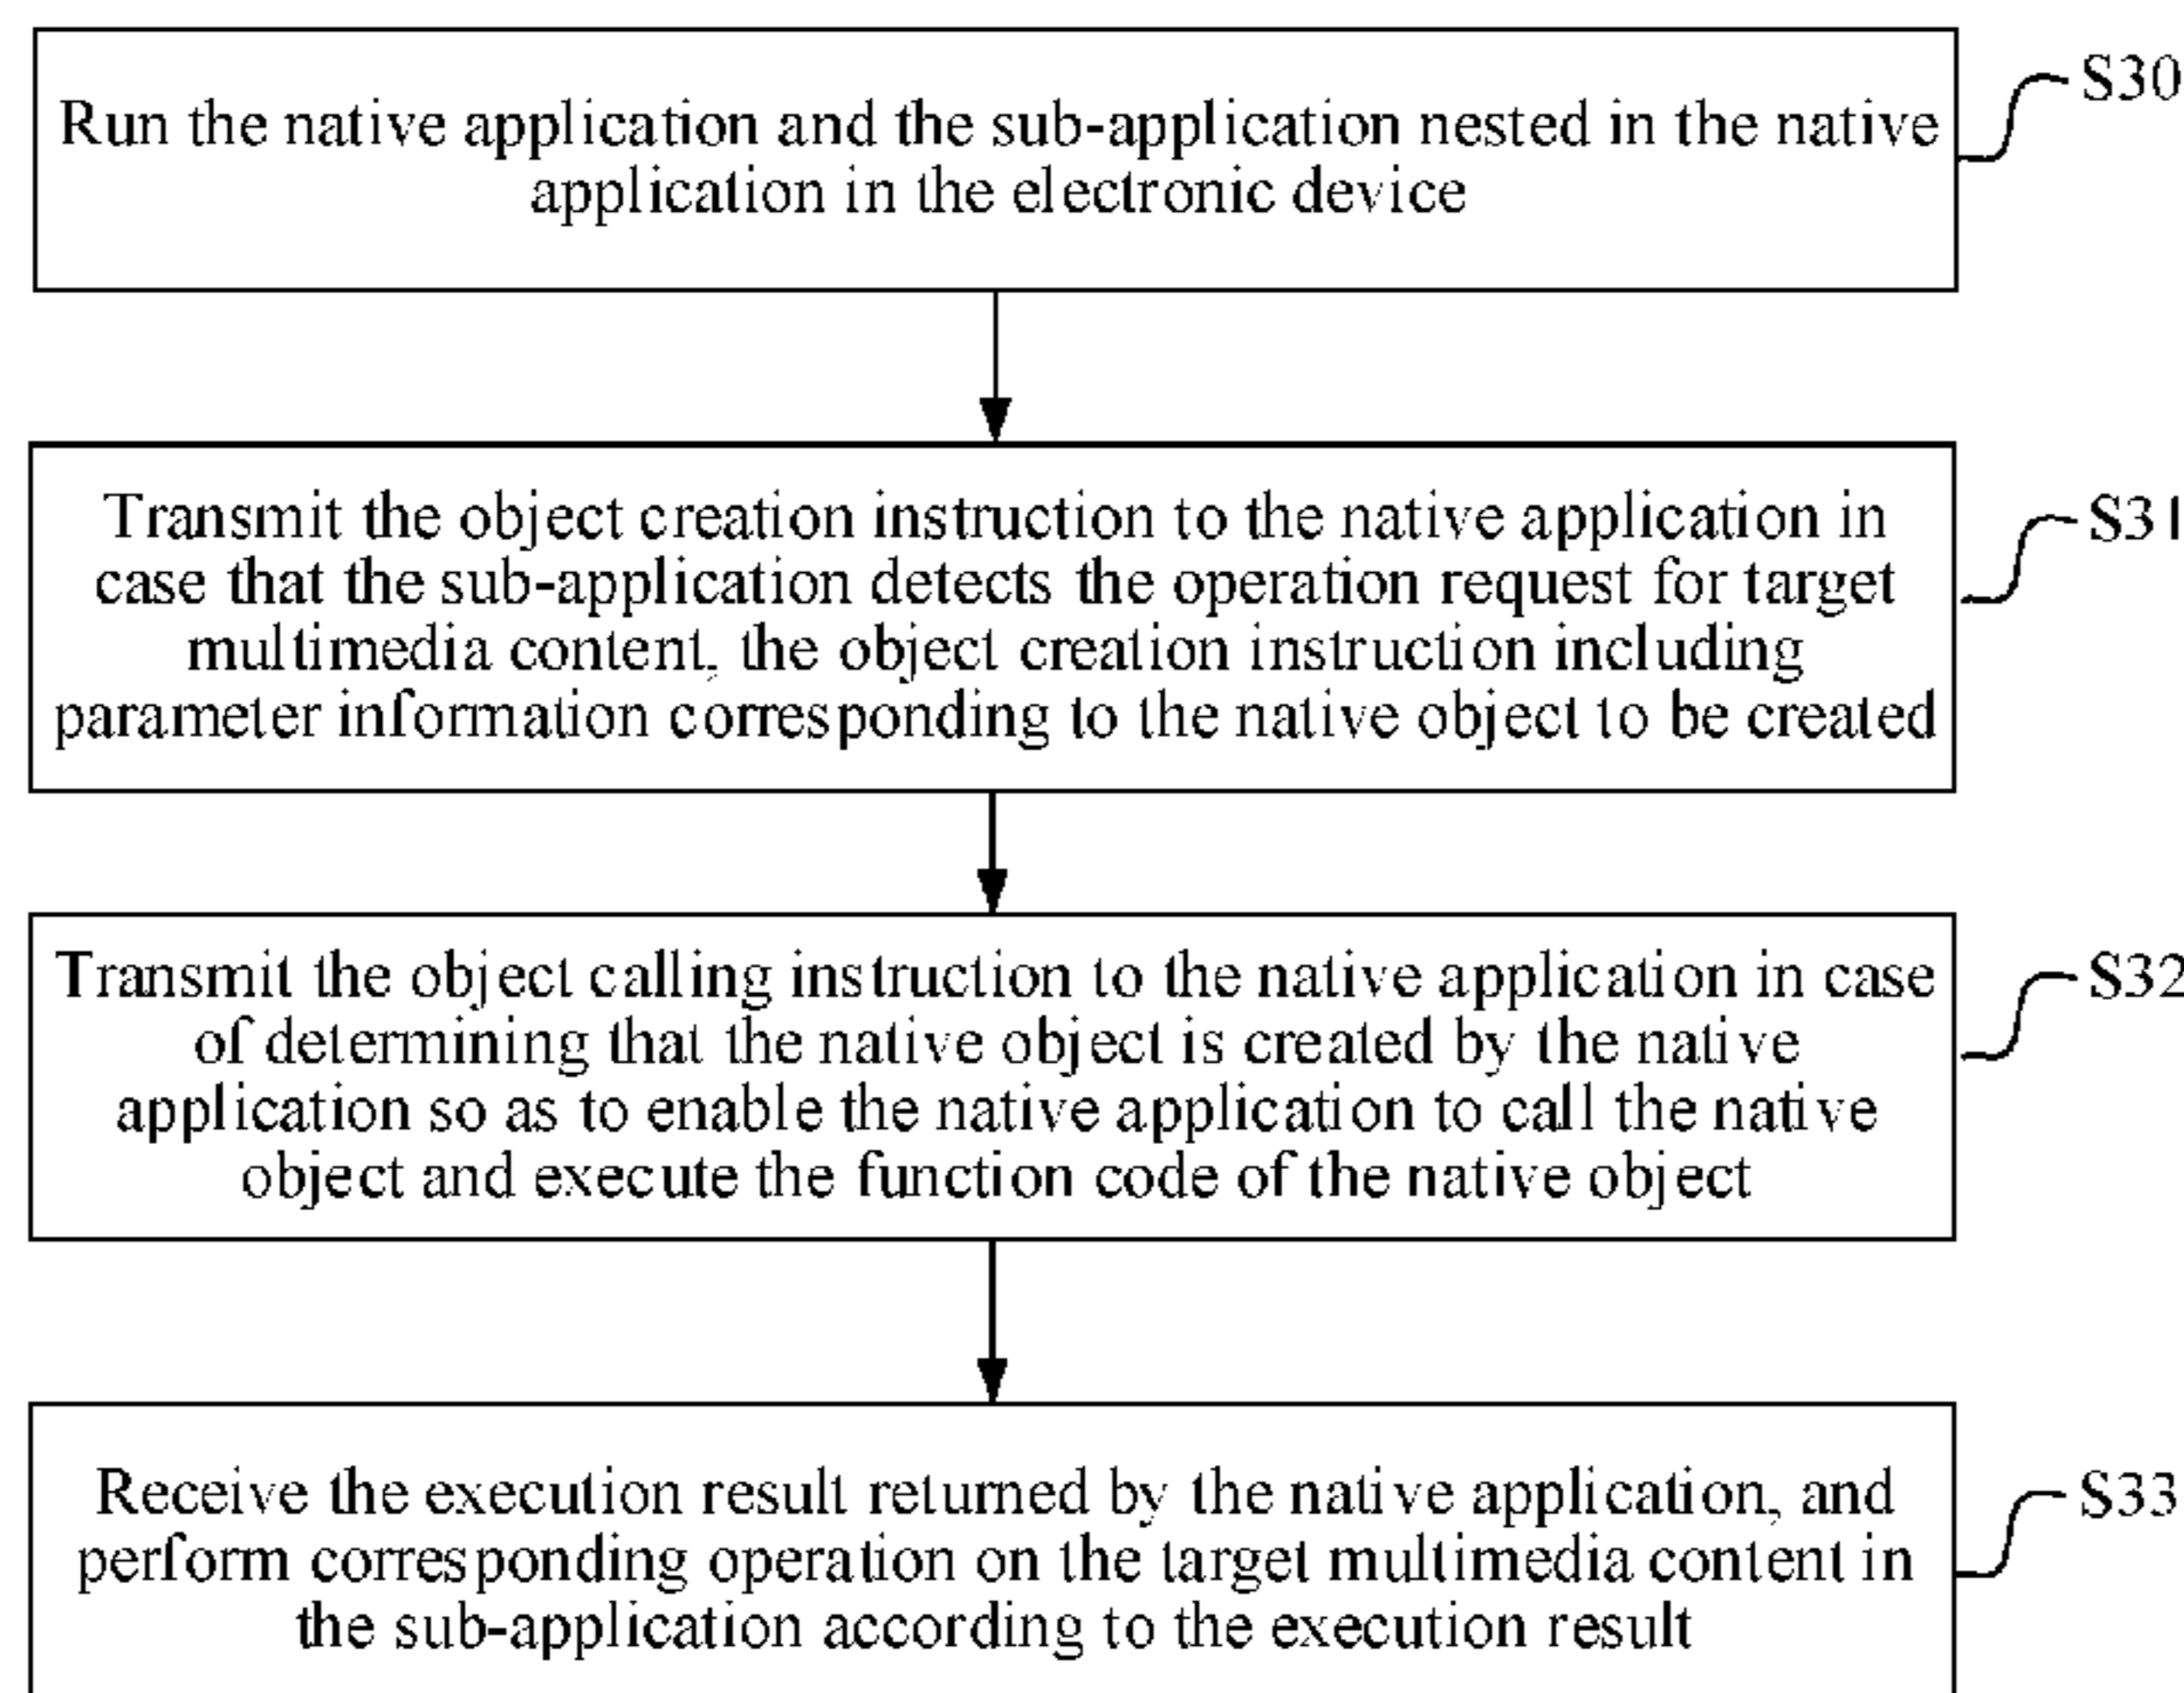 Run the native application and the sub-application nested in the native
application in the electronic device
S30
Transmit the object creation instruction to the native application in
case that the sub-application detects the operation request for target
multimedia content, the object creation instruction including
parameter information corresponding to the native object to be created
S31
Transmit the object calling instruction to the native application in case
of determining that the native object is created by the native
application so as to enable the native application to call the native
object and execute the function code of the native object
S32
Receive the execution result returned by the native application, and
perform corresponding operation on the target multimedia content in
the sub-application according to the execution result
S33